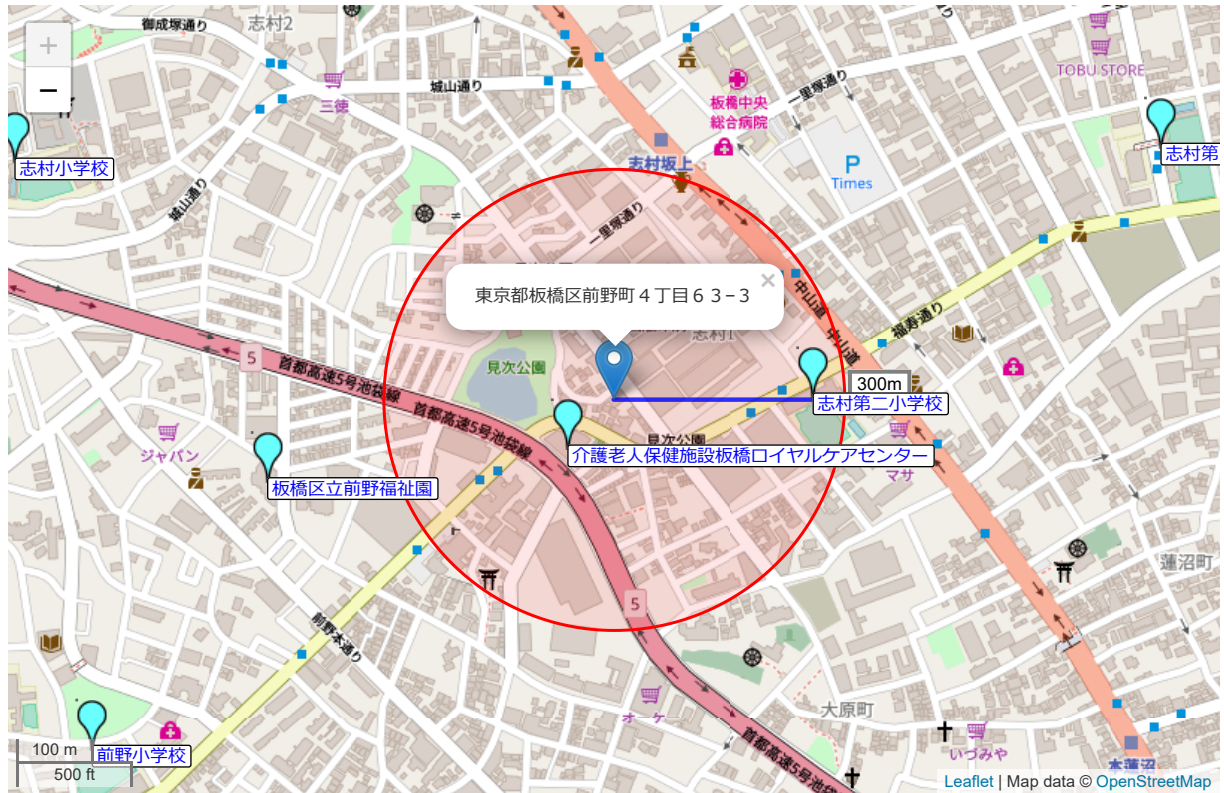 御成塚通り
志村2
+
−
三徳
城山通り
板橋中央
総合病院
一里塚通り
TOBU STORE
志村小学校
志村坂上
P
Times
志村第
城山通り
一里塚通り
×
東京都板橋区前野町４丁目６３−３
志村1
中山道
中山道
福寿通り
5
首都高速5号池袋線
首都高速5号池袋線
見次公園
300m
志村第二小学校
見次公園
ジャパン
介護老人保健施設板橋ロイヤルケアセンター
マサ
板橋区立前野福祉園
蓮沼町
5
前野本通り
オーケ
大原町
前野小学校
首都高速5号池袋線
いづみや
本蓮沼
100 m
500 ft
Leaflet | Map data © OpenStreetMap